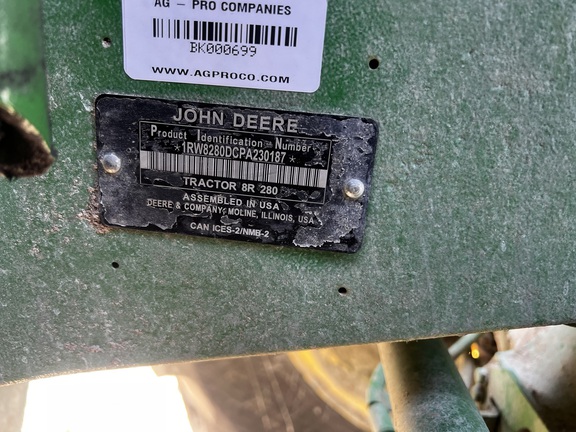 AG – PRO COMPANIES
BK000699
WWW.AGPROCO.COM
JOHN DEERE
Product Identification Number
*1RW8280DCPA230187*
TRACTOR 8R 280
ASSEMBLED IN USA
DEERE & COMPANY, MOLINE, ILLINOIS, USA
CAN ICES-2/NMB-2